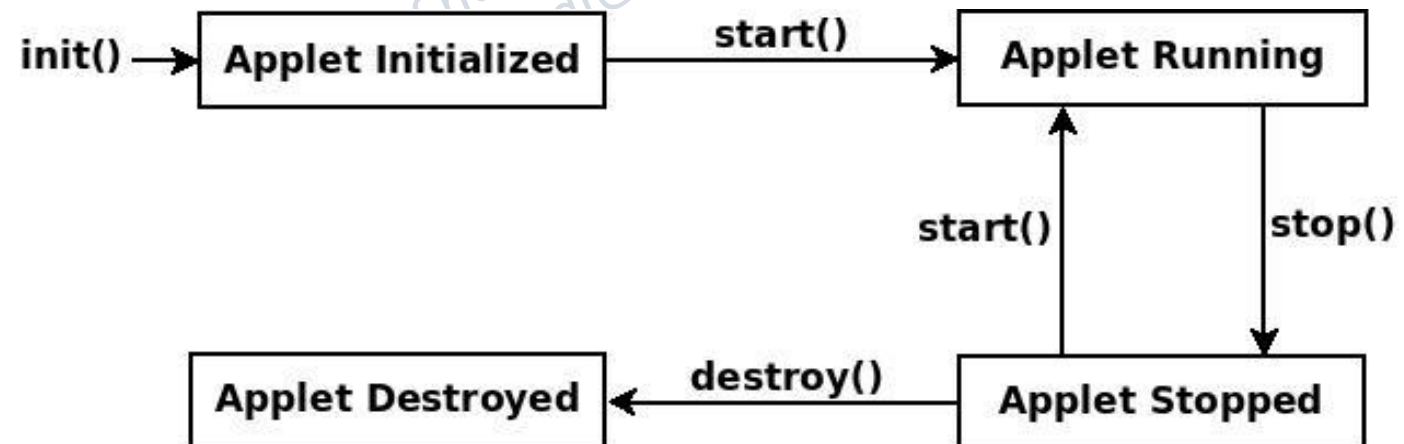 init()
Applet Initialized
start()
Applet Running
start()
stop()
Applet Destroyed
destroy()
Applet Stopped